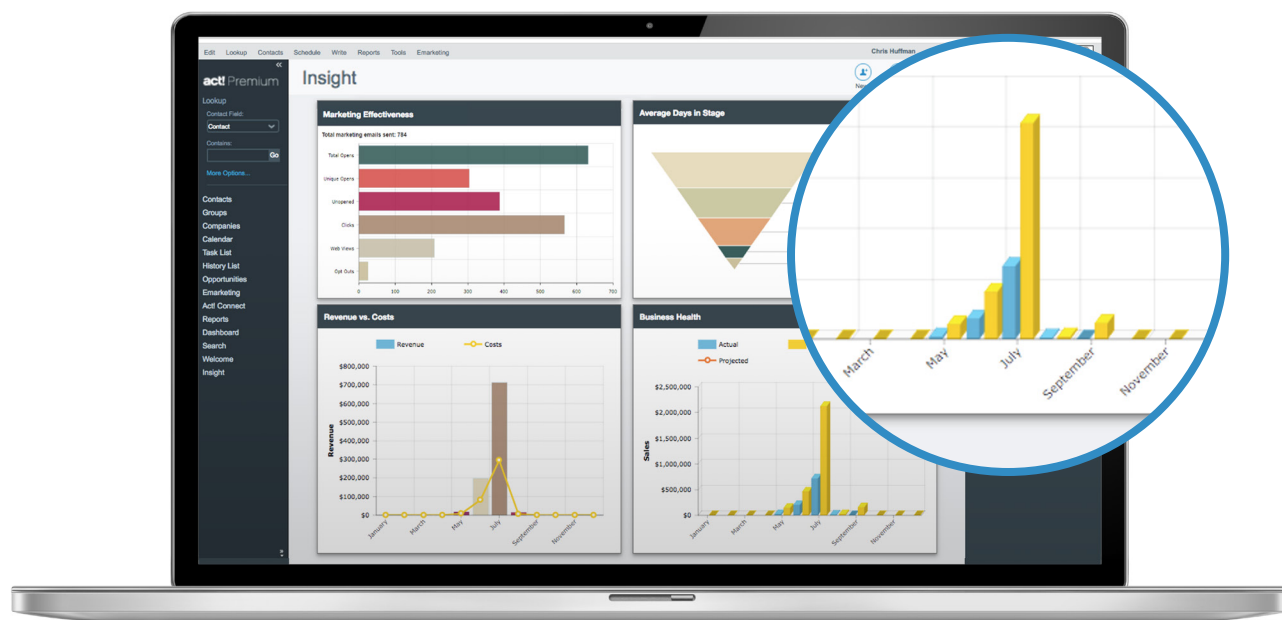 Edit Lookup Contacts Schedule Write Reports Tools Emarketing
Chris Huffman
act! Premium
Insight
Lookup
Contact Field:
Contact
Contains:
Go
More Options...
Contacts
Groups
Companies
Calendar
Task List
History List
Opportunities
Emarketing
Act! Connect
Reports
Dashboard
Search
Welcome
Insight
Marketing Effectiveness
Total marketing emails sent: 784
Total Opens
Unique Opens
Unopened
Clicks
Web Views
Opt Outs
0 100 200 300 400 500 600 700
Average Days in Stage
Revenue vs. Costs
Revenue Costs
$800,000
$700,000
$600,000
$500,000
$400,000
$300,000
$200,000
$100,000
$0
Revenue
January March May July September November
Business Health
Actual
Projected
$2,500,000
$2,000,000
$1,500,000
$1,000,000
$500,000
$0
Sales
January March May July September November
March May July September November